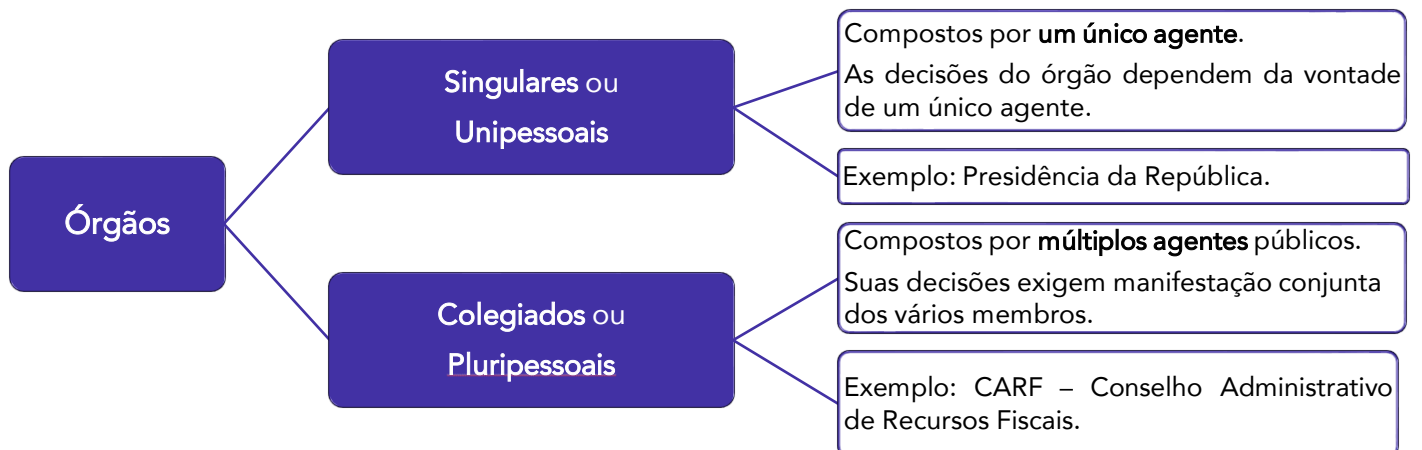 Órgãos
Singulares ou
Unipessoais
Compostos por um único agente.
As decisões do órgão dependem da vontade
de um único agente.
Exemplo: Presidência da República.
Colegiados ou
Pluripessoais
Compostos por múltiplos agentes públicos.
Suas decisões exigem manifestação conjunta
dos vários membros.
Exemplo: CARF – Conselho Administrativo
de Recursos Fiscais.